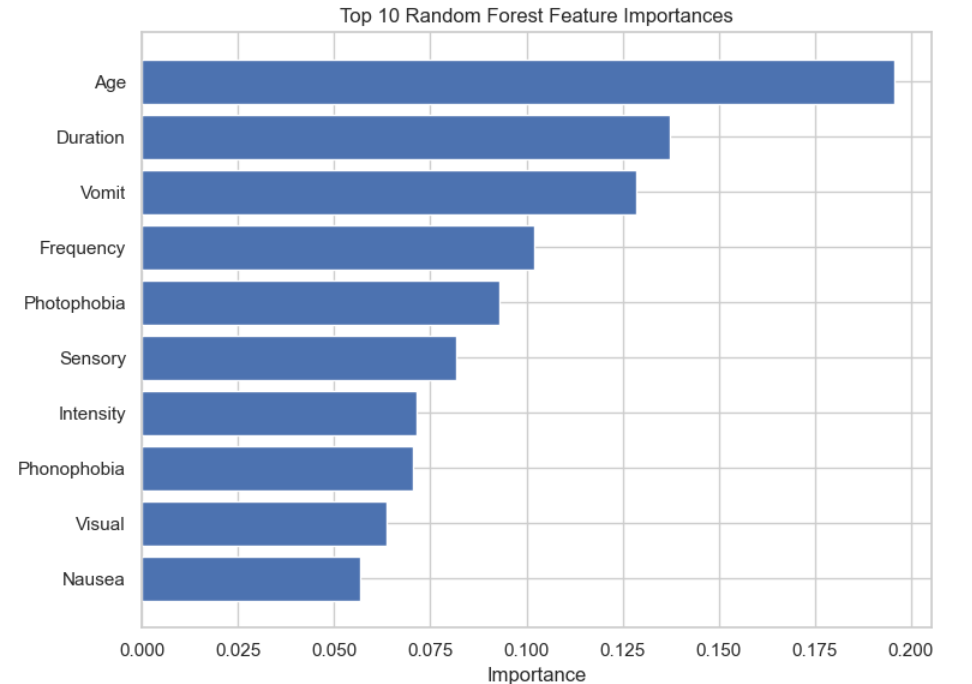 Top 10 Random Forest Feature Importances
Age
Duration
Vomit
Frequency
Photophobia
Sensory
Intensity
Phonophobia
Visual
Nausea
0.000 0.025 0.050 0.075 0.100 0.125 0.150 0.175 0.200
Importance